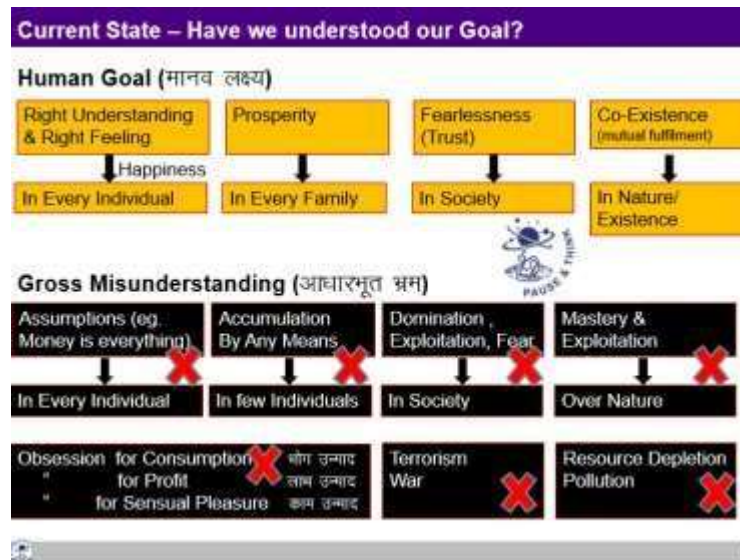 Current State – Have we understood our Goal?
Human Goal (मानव लक्ष्य)
Right Understanding
& Right Feeling
Prosperity
Fearlessness
(Trust)
Co-Existence
(mutual fulfilment)
Happiness
In Every Individual
In Every Family
In Society
In Nature/
Existence
PAUSE & THINK
Gross Misunderstanding (आधारभूत भ्रम)
Assumptions (eg.
Money is everything)
Accumulation
By Any Means
Domination ,
Exploitation, Fear
Mastery &
Exploitation
In Every Individual
In few Individuals
In Society
Over Nature
Obsession for Consumption भोग उन्माद
" for Profit लाभ उन्माद
" for Sensual Pleasure काम उन्माद
Terrorism
War
Resource Depletion
Pollution